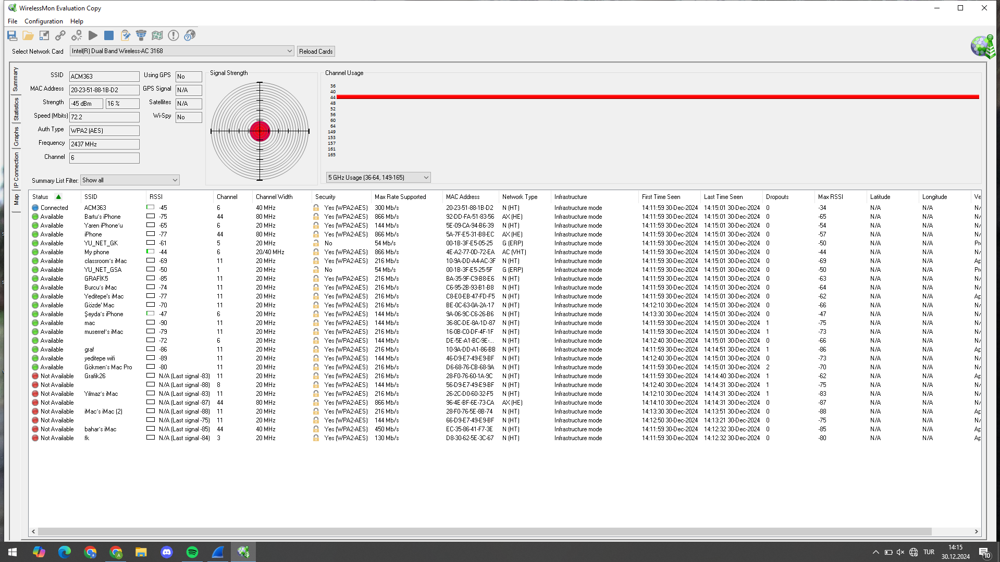 WirelessMon Evaluation Copy
File Configuration Help
Select Network Card Intel(R) Dual Band Wireless-AC 3168 Reload Cards
Summary
Statistics
Graphs
IP Connection
Map
SSID ACM363 Using GPS No
MAC Address 20-23-51-88-1B-D2 GPS Signal N/A
Strength -45 dBm 16 % Satellites N/A
Speed (Mbits) 72.2 Wi-Spy No
Auth Type WPA2 (AES)
Frequency 2437 MHz
Channel 6
Signal Strength
Channel Usage
36
40
44
48
52
56
60
64
149
153
157
161
165
5 GHz Usage (36-64, 149-165)
Summary List Filter: Show all
Status SSID RSSI Channel Channel Width Security Max Rate Supported MAC Address Network Type Infrastructure First Time Seen Last Time Seen Dropouts Max RSSI Latitude Longitude Ve
Connected ACM363 -45 6 40 MHz Yes (WPA2-AES) 300 Mb/s 20-23-51-88-1B-D2 N (HT) Infrastructure mode 14:11:59 30-Dec-2024 14:15:01 30-Dec-2024 0 -34 N/A N/A N/
Available Bartu´s iPhone -75 44 80 MHz Yes (WPA2-AES) 866 Mb/s 92-DD-FA-51-83-56 AX (HE) Infrastructure mode 14:11:59 30-Dec-2024 14:15:01 30-Dec-2024 0 -65 N/A N/A N/
Available Yaren iPhone´u -65 6 20 MHz Yes (WPA2-AES) 144 Mb/s 5E-09-CA-94-B6-39 N (HT) Infrastructure mode 14:11:59 30-Dec-2024 14:15:01 30-Dec-2024 0 -54 N/A N/A N/
Available iPhone -77 44 80 MHz Yes (WPA2-AES) 866 Mb/s 5A-7F-E5-31-B8-EC AX (HE) Infrastructure mode 14:11:59 30-Dec-2024 14:15:01 30-Dec-2024 0 -57 N/A N/A N/
Available YU_NET_GK -61 5 20 MHz No 54 Mb/s 00-1B-3F-E5-05-25 G (ERP) Infrastructure mode 14:11:59 30-Dec-2024 14:15:01 30-Dec-2024 0 -50 N/A N/A Pr
Available My phone -44 6 20/40 MHz Yes (WPA2-AES) 866 Mb/s 4E-A2-77-0D-72-EA AC (VHT) Infrastructure mode 14:11:59 30-Dec-2024 14:15:01 30-Dec-2024 0 -44 N/A N/A N/
Available classroom´s iMac -69 11 20 MHz Yes (WPA2-AES) 216 Mb/s 10-9A-DD-A4-AC-3F N (HT) Infrastructure mode 14:11:59 30-Dec-2024 14:15:01 30-Dec-2024 0 -69 N/A N/A Ap
Available YU_NET_GSA -50 1 20 MHz No 54 Mb/s 00-1B-3F-E5-25-5F G (ERP) Infrastructure mode 14:11:59 30-Dec-2024 14:15:01 30-Dec-2024 0 -50 N/A N/A Pr
Available GRAFİK5 -85 11 20 MHz Yes (WPA2-AES) 216 Mb/s BA-35-9F-C9-B8-E6 N (HT) Infrastructure mode 14:11:59 30-Dec-2024 14:15:01 30-Dec-2024 0 -63 N/A N/A N/
Available Burcu´s iMac -74 11 20 MHz Yes (WPA2-AES) 216 Mb/s C6-95-2B-93-B1-B8 N (HT) Infrastructure mode 14:11:59 30-Dec-2024 14:15:01 30-Dec-2024 0 -64 N/A N/A N/
Available Yeditepe's iMac -77 11 20 MHz Yes (WPA2-AES) 216 Mb/s C8-E0-EB-47-FD-F5 N (HT) Infrastructure mode 14:11:59 30-Dec-2024 14:15:01 30-Dec-2024 0 -62 N/A N/A Ap
Available Gözde' Mac -70 11 20 MHz Yes (WPA2-AES) 216 Mb/s BE-0C-63-0A-2A-17 N (HT) Infrastructure mode 14:12:10 30-Dec-2024 14:15:01 30-Dec-2024 0 -66 N/A N/A N/
Available Şeyda´s iPhone -47 6 20 MHz Yes (WPA2-AES) 144 Mb/s 9A-06-9C-C6-26-B6 N (HT) Infrastructure mode 14:13:30 30-Dec-2024 14:15:01 30-Dec-2024 0 -47 N/A N/A N/
Available mac -90 11 20 MHz Yes (WPA2-AES) 144 Mb/s 36-8C-DE-8A-1D-87 N (HT) Infrastructure mode 14:11:59 30-Dec-2024 14:15:01 30-Dec-2024 1 -75 N/A N/A N/
Available muserref´s iMac -79 11 20 MHz Yes (WPA2-AES) 216 Mb/s 16-0B-C0-DF-4F-1F N (HT) Infrastructure mode 14:11:59 30-Dec-2024 14:15:01 30-Dec-2024 1 -73 N/A N/A N/
Available -72 6 20 MHz Yes (WPA2-AES) 144 Mb/s DE-5E-A1-BC-9E-... N (HT) Infrastructure mode 14:12:40 30-Dec-2024 14:15:01 30-Dec-2024 0 -66 N/A N/A N/
Available graf -86 11 20 MHz Yes (WPA2-AES) 216 Mb/s 10-9A-DD-A1-86-BB N (HT) Infrastructure mode 14:11:59 30-Dec-2024 14:14:51 30-Dec-2024 1 -86 N/A N/A Ap
Available yeditepe wifi -89 11 20 MHz Yes (WPA2-AES) 144 Mb/s 46-D9-E7-49-E9-BF N (HT) Infrastructure mode 14:12:40 30-Dec-2024 14:15:01 30-Dec-2024 0 -73 N/A N/A N/
Available Gökmen´s Mac Pro -80 11 20 MHz Yes (WPA2-AES) 216 Mb/s D6-68-76-CB-68-9A N (HT) Infrastructure mode 14:11:59 30-Dec-2024 14:15:01 30-Dec-2024 2 -70 N/A N/A N/
Not Available Grafik26 N/A (Last signal -83) 11 20 MHz Yes (WPA2-AES) 216 Mb/s 28-F0-76-60-1A-9C N (HT) Infrastructure mode 14:11:59 30-Dec-2024 14:14:40 30-Dec-2024 1 -62 N/A N/A Ap
Not Available N/A (Last signal -88) 8 20 MHz Yes (WPA2-AES) 144 Mb/s 56-D9-E7-49-E9-BF N (HT) Infrastructure mode 14:12:40 30-Dec-2024 14:14:31 30-Dec-2024 1 -75 N/A N/A N/
Not Available Yılmaz´s iMac N/A (Last signal -83) 11 20 MHz Yes (WPA2-AES) 216 Mb/s 26-2C-D0-60-32-F5 N (HT) Infrastructure mode 14:12:10 30-Dec-2024 14:14:31 30-Dec-2024 1 -83 N/A N/A Ap
Not Available N/A (Last signal -87) 44 80 MHz Yes (WPA2-AES) 866 Mb/s 96-4E-BF-6E-73-CA AX (HE) Infrastructure mode 14:14:10 30-Dec-2024 14:14:31 30-Dec-2024 0 -87 N/A N/A N/
Not Available iMac´s iMac (2) N/A (Last signal -88) 11 20 MHz Yes (WPA2-AES) 216 Mb/s 28-F0-76-5E-8B-74 N (HT) Infrastructure mode 14:13:30 30-Dec-2024 14:13:51 30-Dec-2024 0 -88 N/A N/A Ap
Not Available N/A (Last signal -75) 11 20 MHz Yes (WPA2-AES) 144 Mb/s 66-D9-E7-49-E9-BF N (HT) Infrastructure mode 14:12:50 30-Dec-2024 14:13:21 30-Dec-2024 0 -75 N/A N/A N/
Not Available bahar´s iMac N/A (Last signal -85) 44 40 MHz Yes (WPA2-AES) 450 Mb/s EC-35-86-41-F7-3E N (HT) Infrastructure mode 14:11:59 30-Dec-2024 14:12:32 30-Dec-2024 0 -85 N/A N/A Ap
Not Available fk N/A (Last signal -84) 3 20 MHz Yes (WPA2-AES) 130 Mb/s D8-30-62-5E-3C-67 N (HT) Infrastructure mode 14:11:59 30-Dec-2024 14:12:32 30-Dec-2024 0 -80 N/A N/A Ap
TUR 14:15
30.12.2024 10